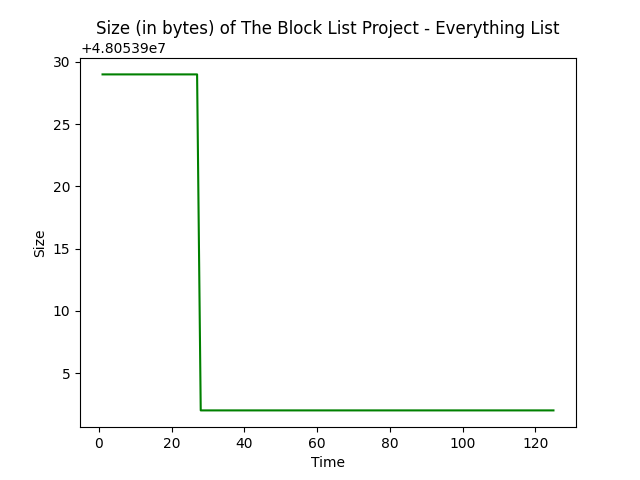 Size (in bytes) of The Block List Project - Everything List
+4.80539e7
30
25
20
15
10
5
Size
0 20 40 60 80 100 120
Time